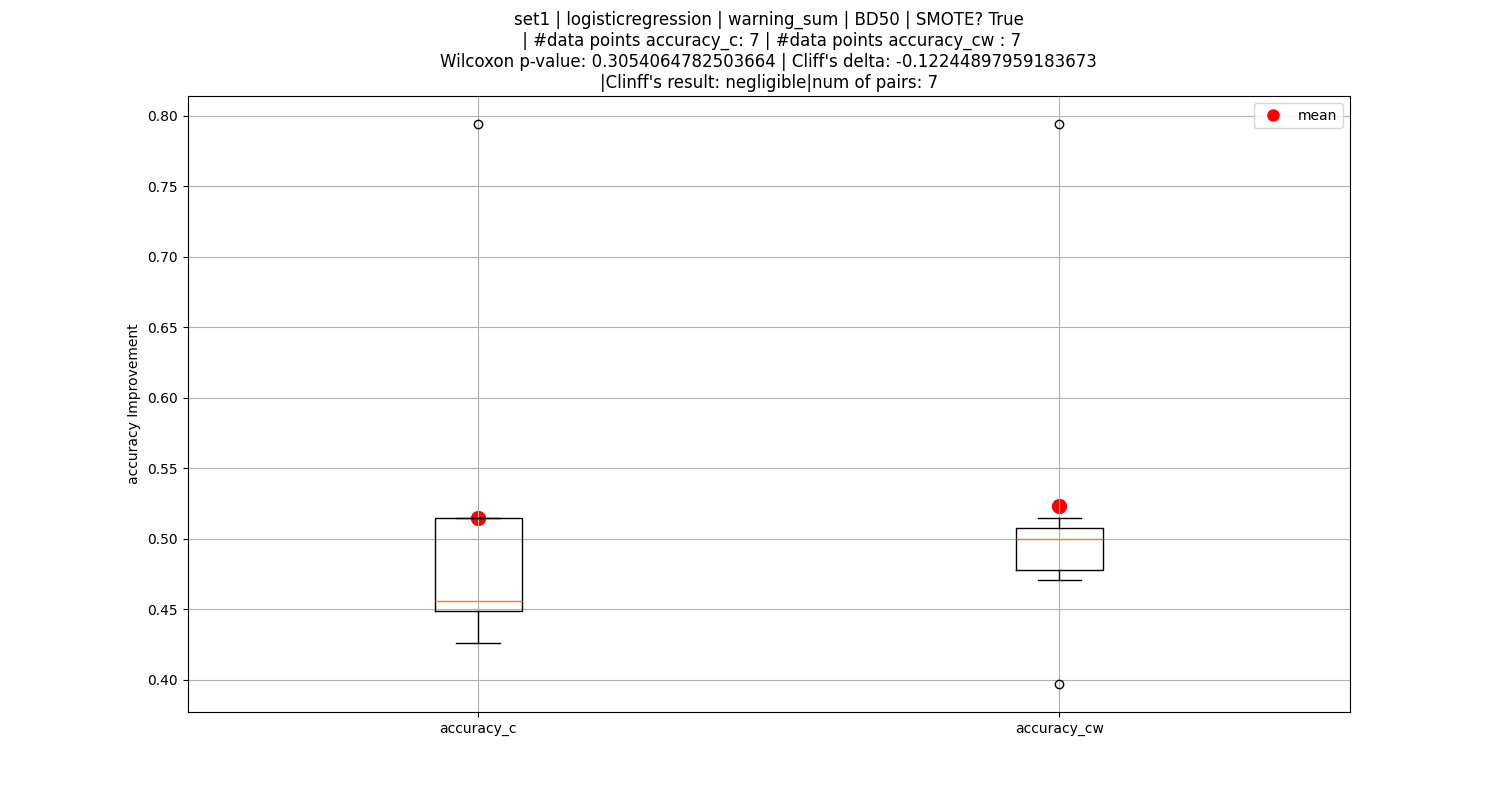 set1 | logisticregression | warning_sum | BD50 | SMOTE? True
| #data points accuracy_c: 7 | #data points accuracy_cw : 7
Wilcoxon p-value: 0.3054064782503664 | Cliff's delta: -0.12244897959183673
|Clinff's result: negligible|num of pairs: 7
mean
0.80
0.75
0.70
0.65
0.60
0.55
0.50
0.45
0.40
accuracy Improvement
accuracy_c
accuracy_cw